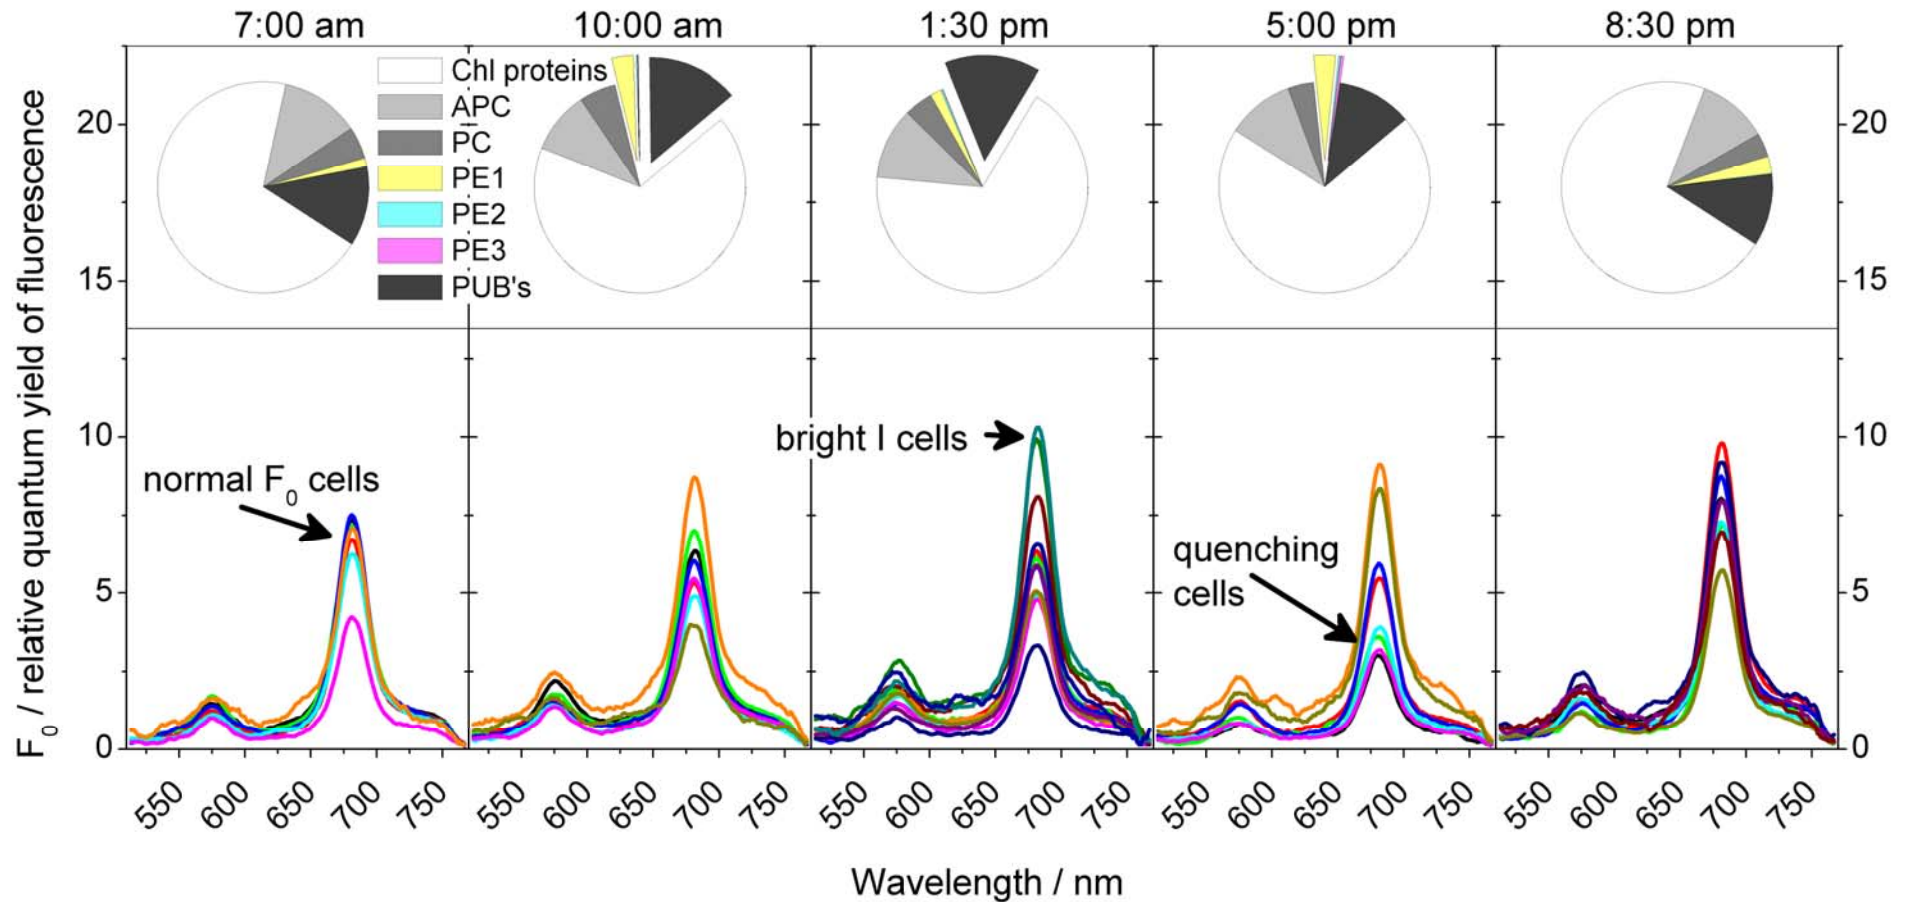 7:00 am 10:00 am 1:30 pm 5:00 pm 8:30 pm
Chl proteins
APC
PC
PE1
PE2
PE3
PUB's
20 20
15 15
10 10
5 5
0 0
F0 / relative quantum yield of fluorescence
normal F0 cells
bright I cells
quenching
cells
550 600 650 700 750 550 600 650 700 750 550 600 650 700 750 550 600 650 700 750 550 600 650 700 750
Wavelength / nm